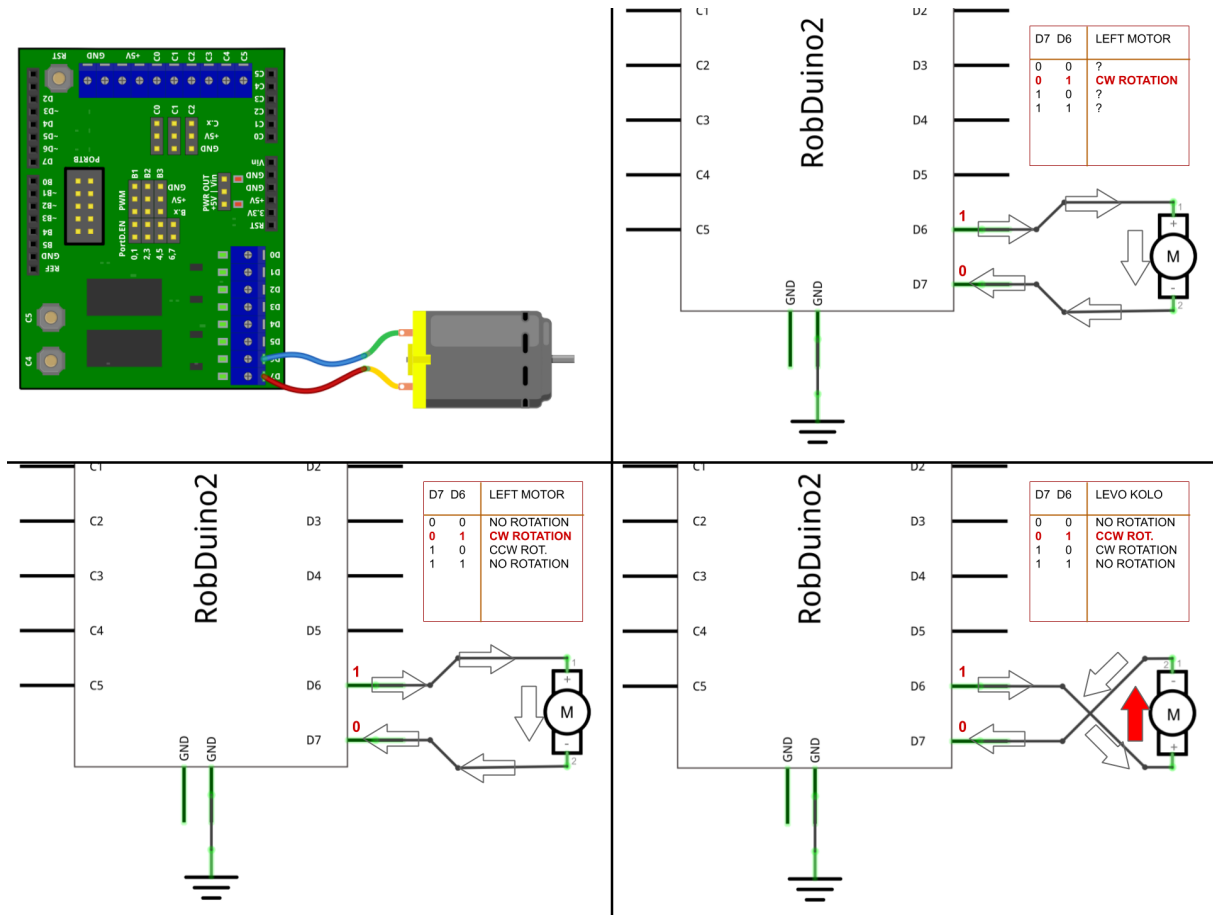 RST
GND
+5V
C0
C1
C2
C3
C4
C5
D2
~D3
D4
~D5
~D6
D7
B0
~B1
~B2
~B3
B4
B5
GND
REF
PORTB
C0 C1 C2
C.x
+5V
GND
C5
C4
C3
C2
C1
C0
Vin
GND
GND
+5V
3.3V
RST
PWR OUT
+5V | Vin
B1 B2 B3
PWM
GND
+5V
B.x
PortD.EN
0,1 2,3 4,5 6,7
D0
D1
D2
D3
D4
D5
D6
D7
C5
C4
C1
C2
C3
C4
C5
RobDuino2
D2
D3
D4
D5
D6
D7
GND GND
1
0
D7 D6 LEFT MOTOR
0 0 ?
0 1 CW ROTATION
1 0 ?
1 1 ?
1
+
M
-
2
C1
C2
C3
C4
C5
RobDuino2
D2
D3
D4
D5
D6
D7
GND GND
1
0
D7 D6 LEFT MOTOR
0 0 NO ROTATION
0 1 CW ROTATION
1 0 CCW ROT.
1 1 NO ROTATION
1
+
M
-
2
C1
C2
C3
C4
C5
RobDuino2
D2
D3
D4
D5
D6
D7
GND GND
1
0
D7 D6 LEVO KOLO
0 0 NO ROTATION
0 1 CCW ROT.
1 0 CW ROTATION
1 1 NO ROTATION
2 1
-
M
+